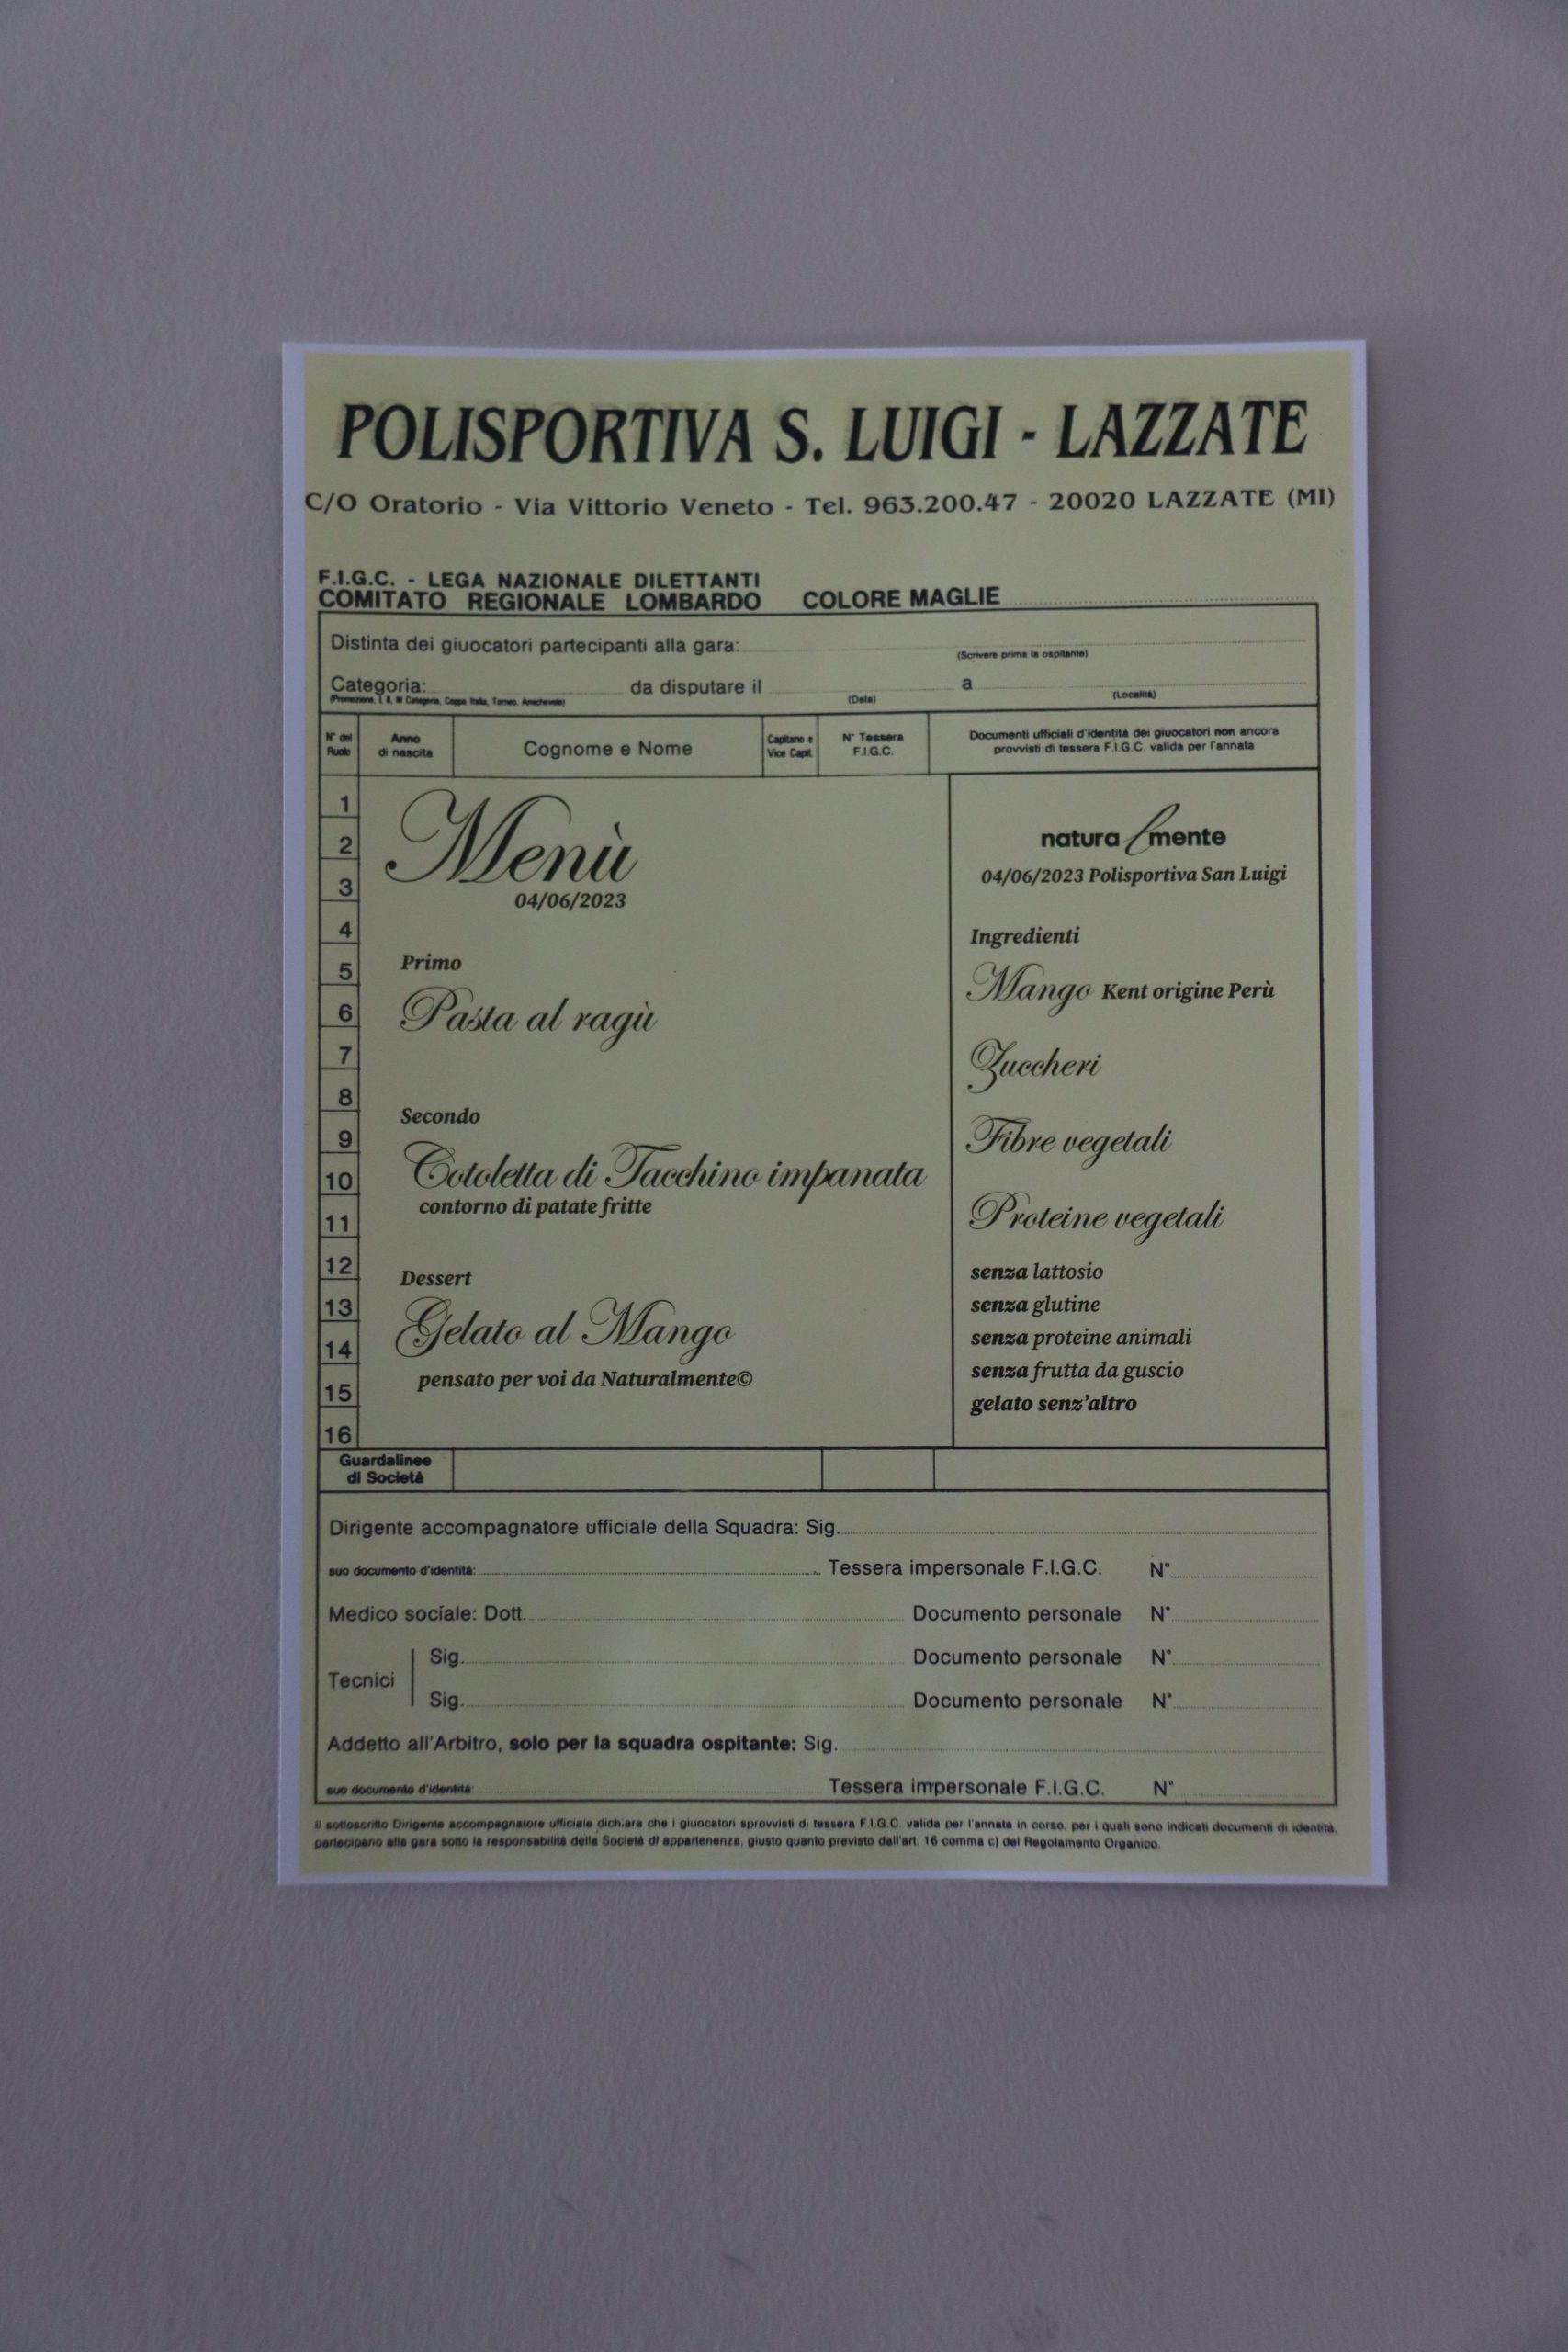 POLISPORTIVA S. LUIGI - LAZZATE
C/O Oratorio - Via Vittorio Veneto - Tel. 963.200.47 - 20020 LAZZATE (MI)
F.I.G.C. - LEGA NAZIONALE DILETTANTI
COMITATO REGIONALE LOMBARDO COLORE MAGLIE
Distinta dei giuocatori partecipanti alla gara:
(Scrivere prima la ospitante)
Categoria: da disputare il a
(Promozione, I, II, III Categoria, Coppa Italia, Torneo, Amichevole) (Data) (Località)
N° del Ruolo
Anno di nascita
Cognome e Nome
Capitano e Vice Capit.
N° Tessera F.I.G.C.
Documenti ufficiali d'identità dei giuocatori non ancora
provvisti di tessera F.I.G.C. valida per l'annata
1
2
3
4
5
6
7
8
9
10
11
12
13
14
15
16
Menù
04/06/2023
Primo
Pasta al ragù
Secondo
Cotoletta di Tacchino impanata
contorno di patate fritte
Dessert
Gelato al Mango
pensato per voi da Naturalmente©
naturalmente
04/06/2023 Polisportiva San Luigi
Ingredienti
Mango Kent origine Perù
Zuccheri
Fibre vegetali
Proteine vegetali
senza lattosio
senza glutine
senza proteine animali
senza frutta da guscio
gelato senz'altro
Guardalinee
di Società
Dirigente accompagnatore ufficiale della Squadra: Sig.
suo documento d'identità: Tessera impersonale F.I.G.C. N°
Medico sociale: Dott. Documento personale N°
Tecnici
Sig. Documento personale N°
Sig. Documento personale N°
Addetto all'Arbitro, solo per la squadra ospitante: Sig.
suo documento d'identità: Tessera impersonale F.I.G.C. N°
Il sottoscritto Dirigente accompagnatore ufficiale dichiara che i giuocatori sprovvisti di tessera F.I.G.C. valida per l'annata in corso, per i quali sono indicati documenti di identità,
partecipano alla gara sotto la responsabilità della Società di appartenenza, giusto quanto previsto dall'art. 16 comma c) del Regolamento Organico.